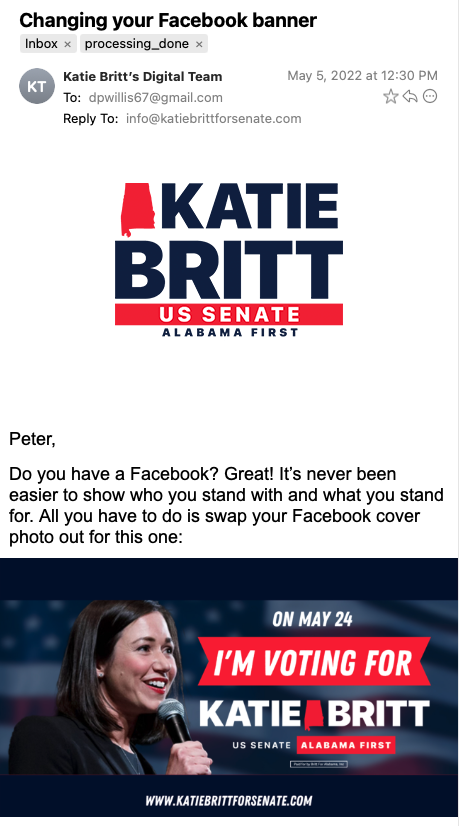 Changing your Facebook banner
Inbox × processing_done ×
KT
Katie Britt's Digital Team
May 5, 2022 at 12:30 PM
To: dpwillis67@gmail.com
Reply To: info@katiebrittforsenate.com
KATIE
BRITT
US SENATE
ALABAMA FIRST
Peter,
Do you have a Facebook? Great! It's never been
easier to show who you stand with and what you stand
for. All you have to do is swap your Facebook cover
photo out for this one:
ON MAY 24
I'M VOTING FOR
KATIE BRITT
US SENATE ALABAMA FIRST
WWW.KATIEBRITTFORSENATE.COM